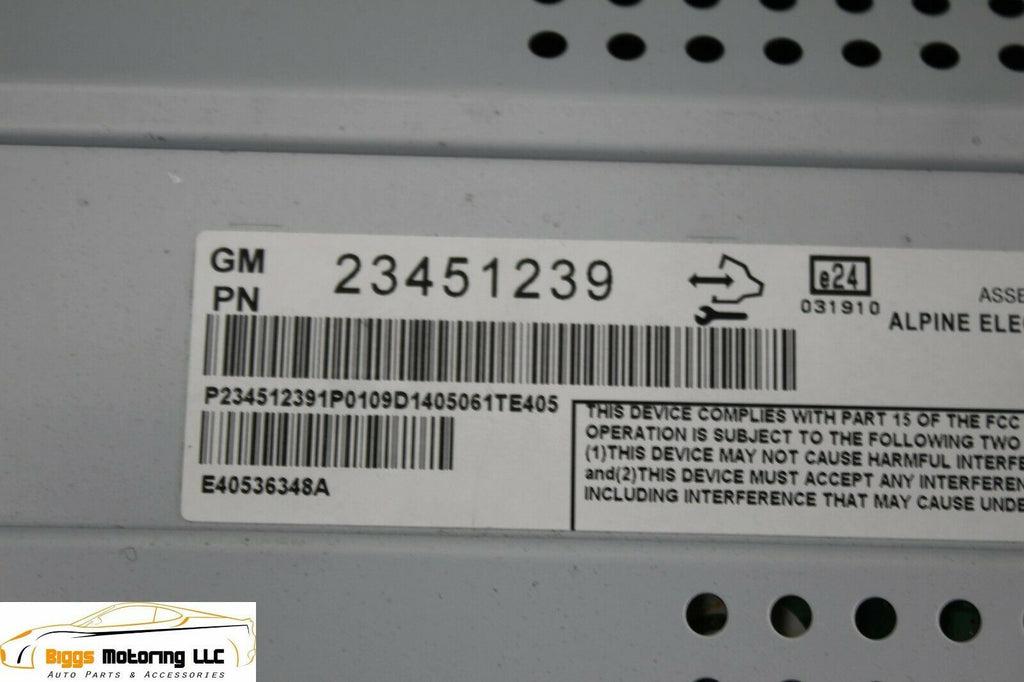 GM
PN
23451239
e24
031910
ASSE
ALPINE ELEC
P234512391P0109D1405061TE405
E40536348A
THIS DEVICE COMPLIES WITH PART 15 OF THE FCC
OPERATION IS SUBJECT TO THE FOLLOWING TWO
(1)THIS DEVICE MAY NOT CAUSE HARMFUL INTERFE
and(2)THIS DEVICE MUST ACCEPT ANY INTERFEREN
INCLUDING INTERFERENCE THAT MAY CAUSE UNDE
Biggs Motoring LLC
Auto Parts & Accessories